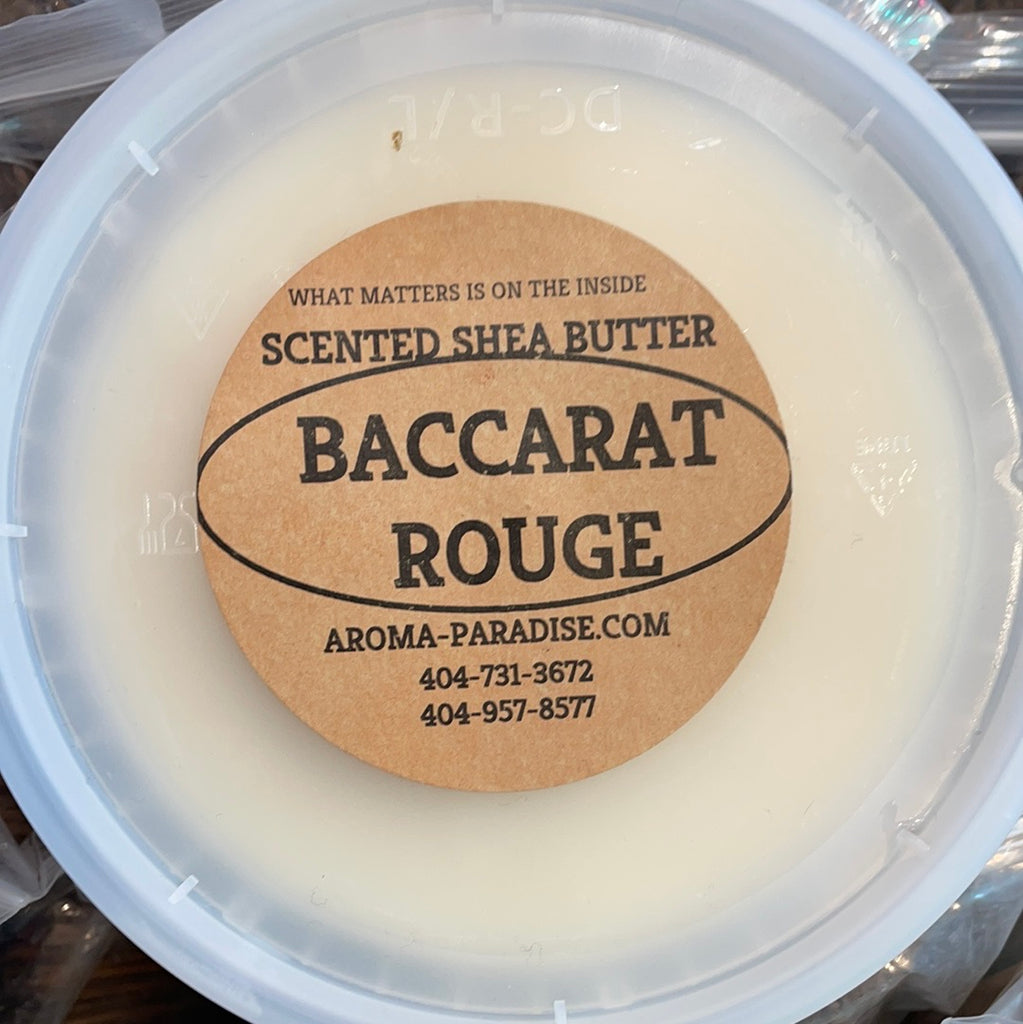 DC-R/L
WHAT MATTERS IS ON THE INSIDE
SCENTED SHEA BUTTER
BACCARAT
ROUGE
AROMA-PARADISE.COM
404-731-3672
404-957-8577